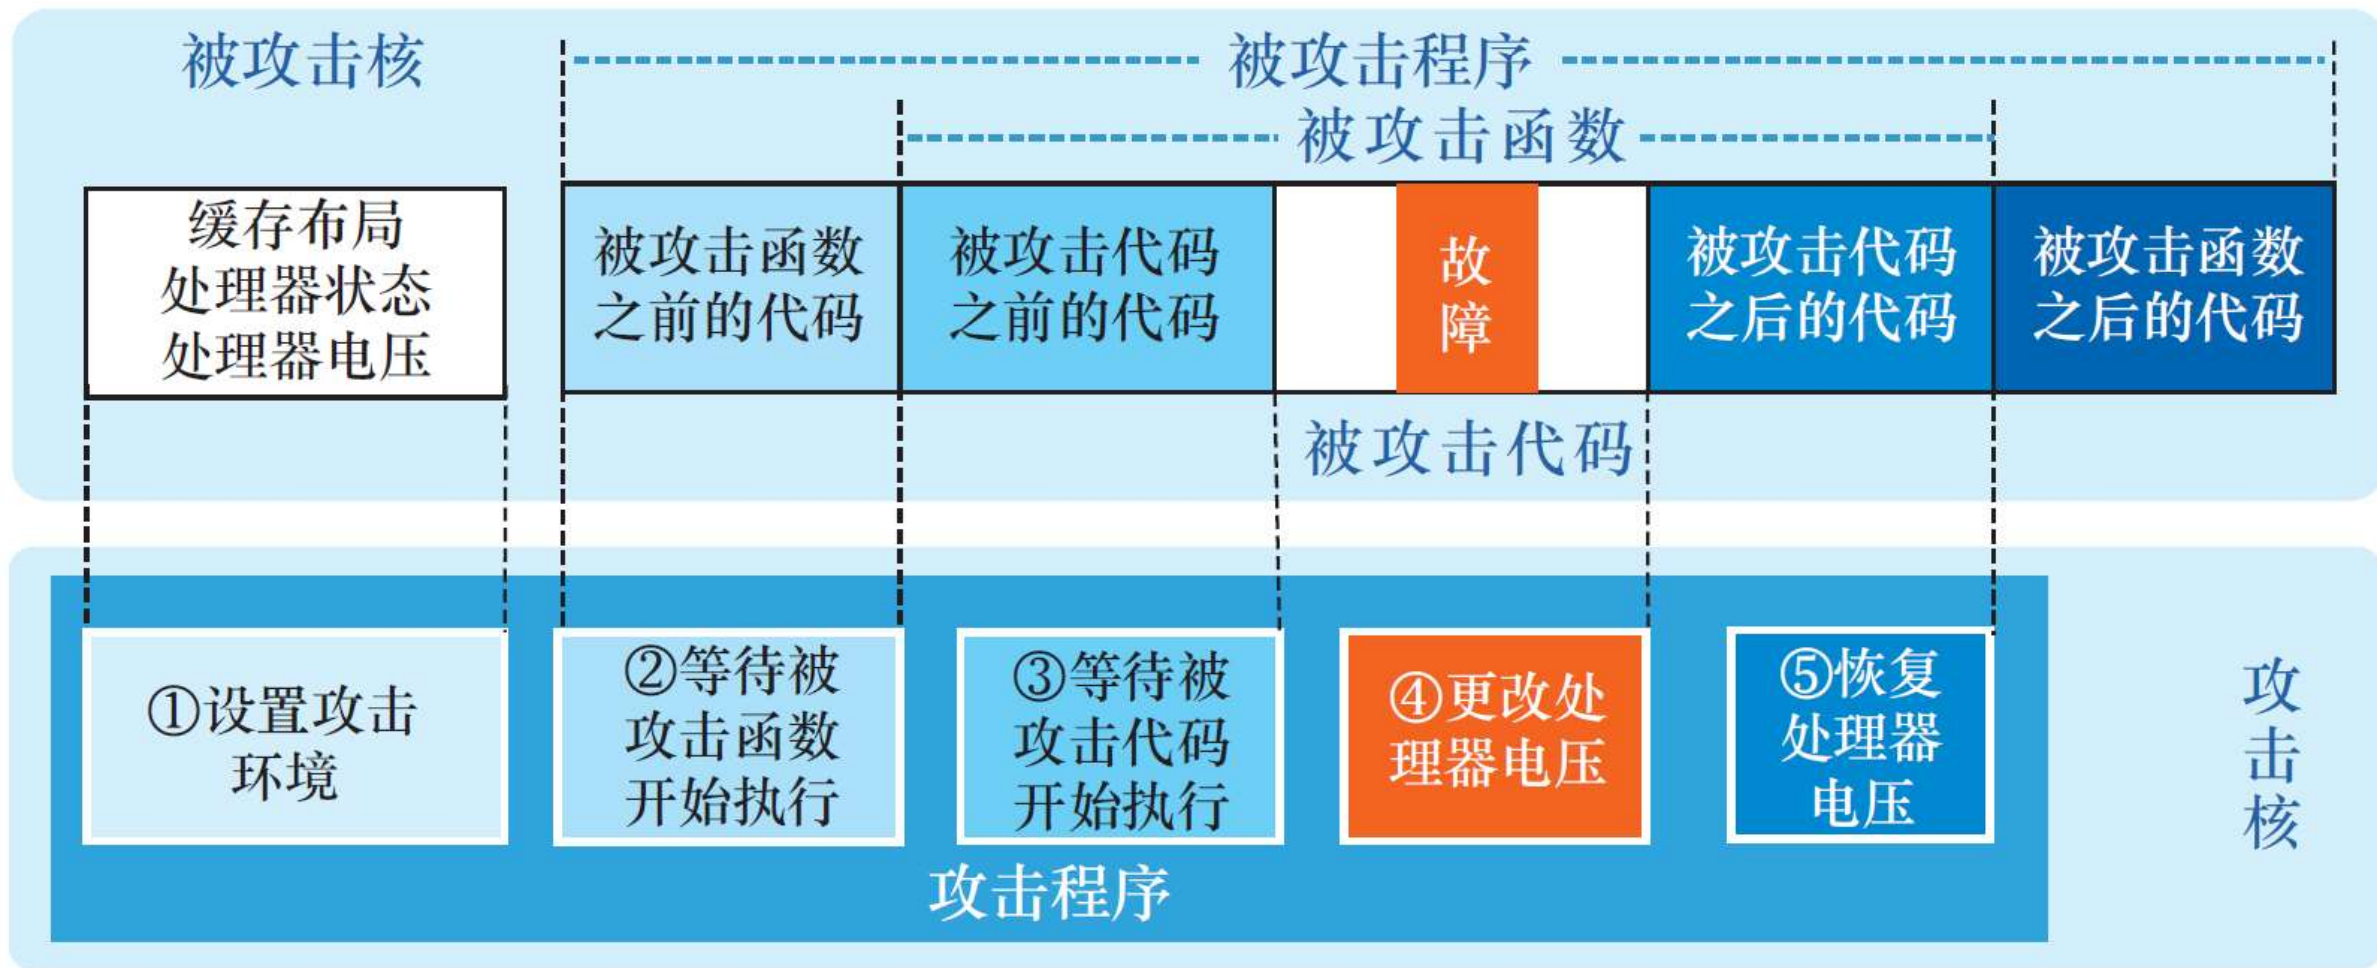 被攻击核
被攻击程序
被攻击函数
缓存布局
处理器状态
处理器电压
被攻击函数
之前的代码
被攻击代码
之前的代码
故
障
被攻击代码
之后的代码
被攻击函数
之后的代码
被攻击代码
①设置攻击
环境
②等待被
攻击函数
开始执行
③等待被
攻击代码
开始执行
④更改处
理器电压
⑤恢复
处理器
电压
攻击程序
攻
击
核